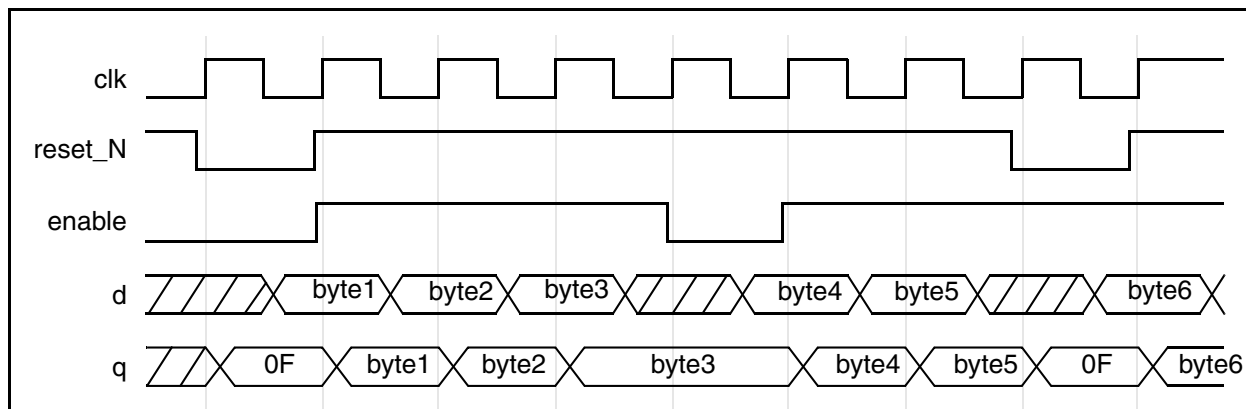 clk
reset_N
enable
d byte1 byte2 byte3 byte4 byte5 byte6
q 0F byte1 byte2 byte3 byte4 byte5 0F byte6